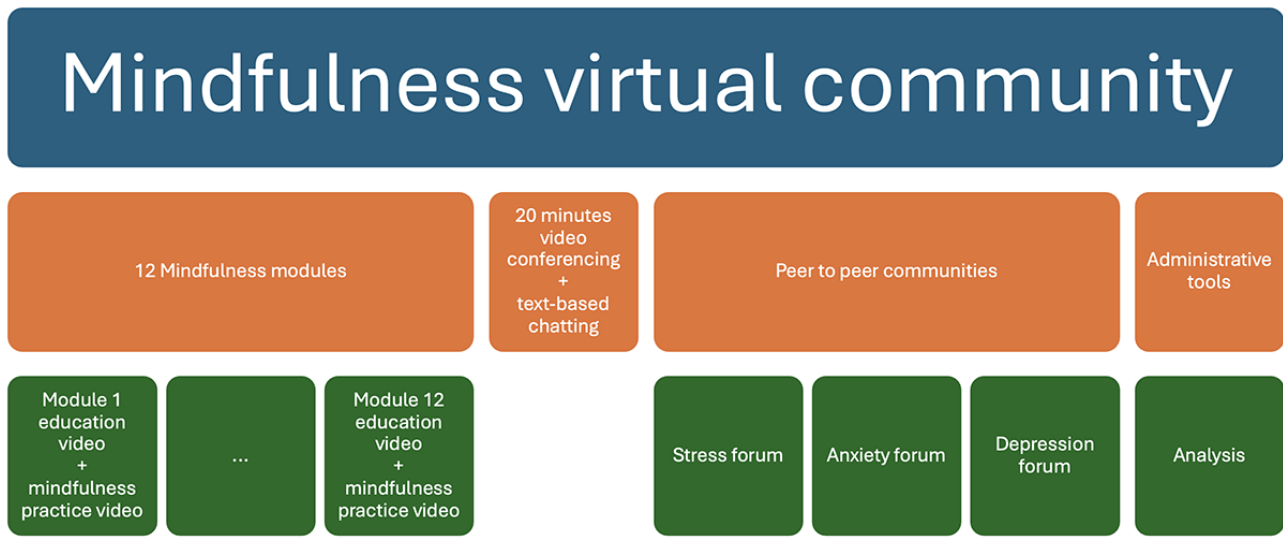 Mindfulness virtual community
12 Mindfulness modules
20 minutes
video
conferencing
+
text-based
chatting
Peer to peer communities
Administrative
tools
Module 1
education
video
+
mindfulness
practice video
...
Module 12
education
video
+
mindfulness
practice video
Stress forum
Anxiety forum
Depression
forum
Analysis